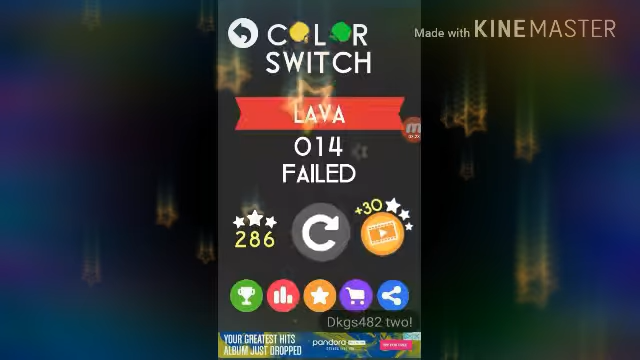 COLOR
SWITCH
Made with KINEMASTER
LAVA
014
FAILED
+30
286
Dkgs482 two!
YOUR GREATEST HITS
ALBUM JUST DROPPED
pandora